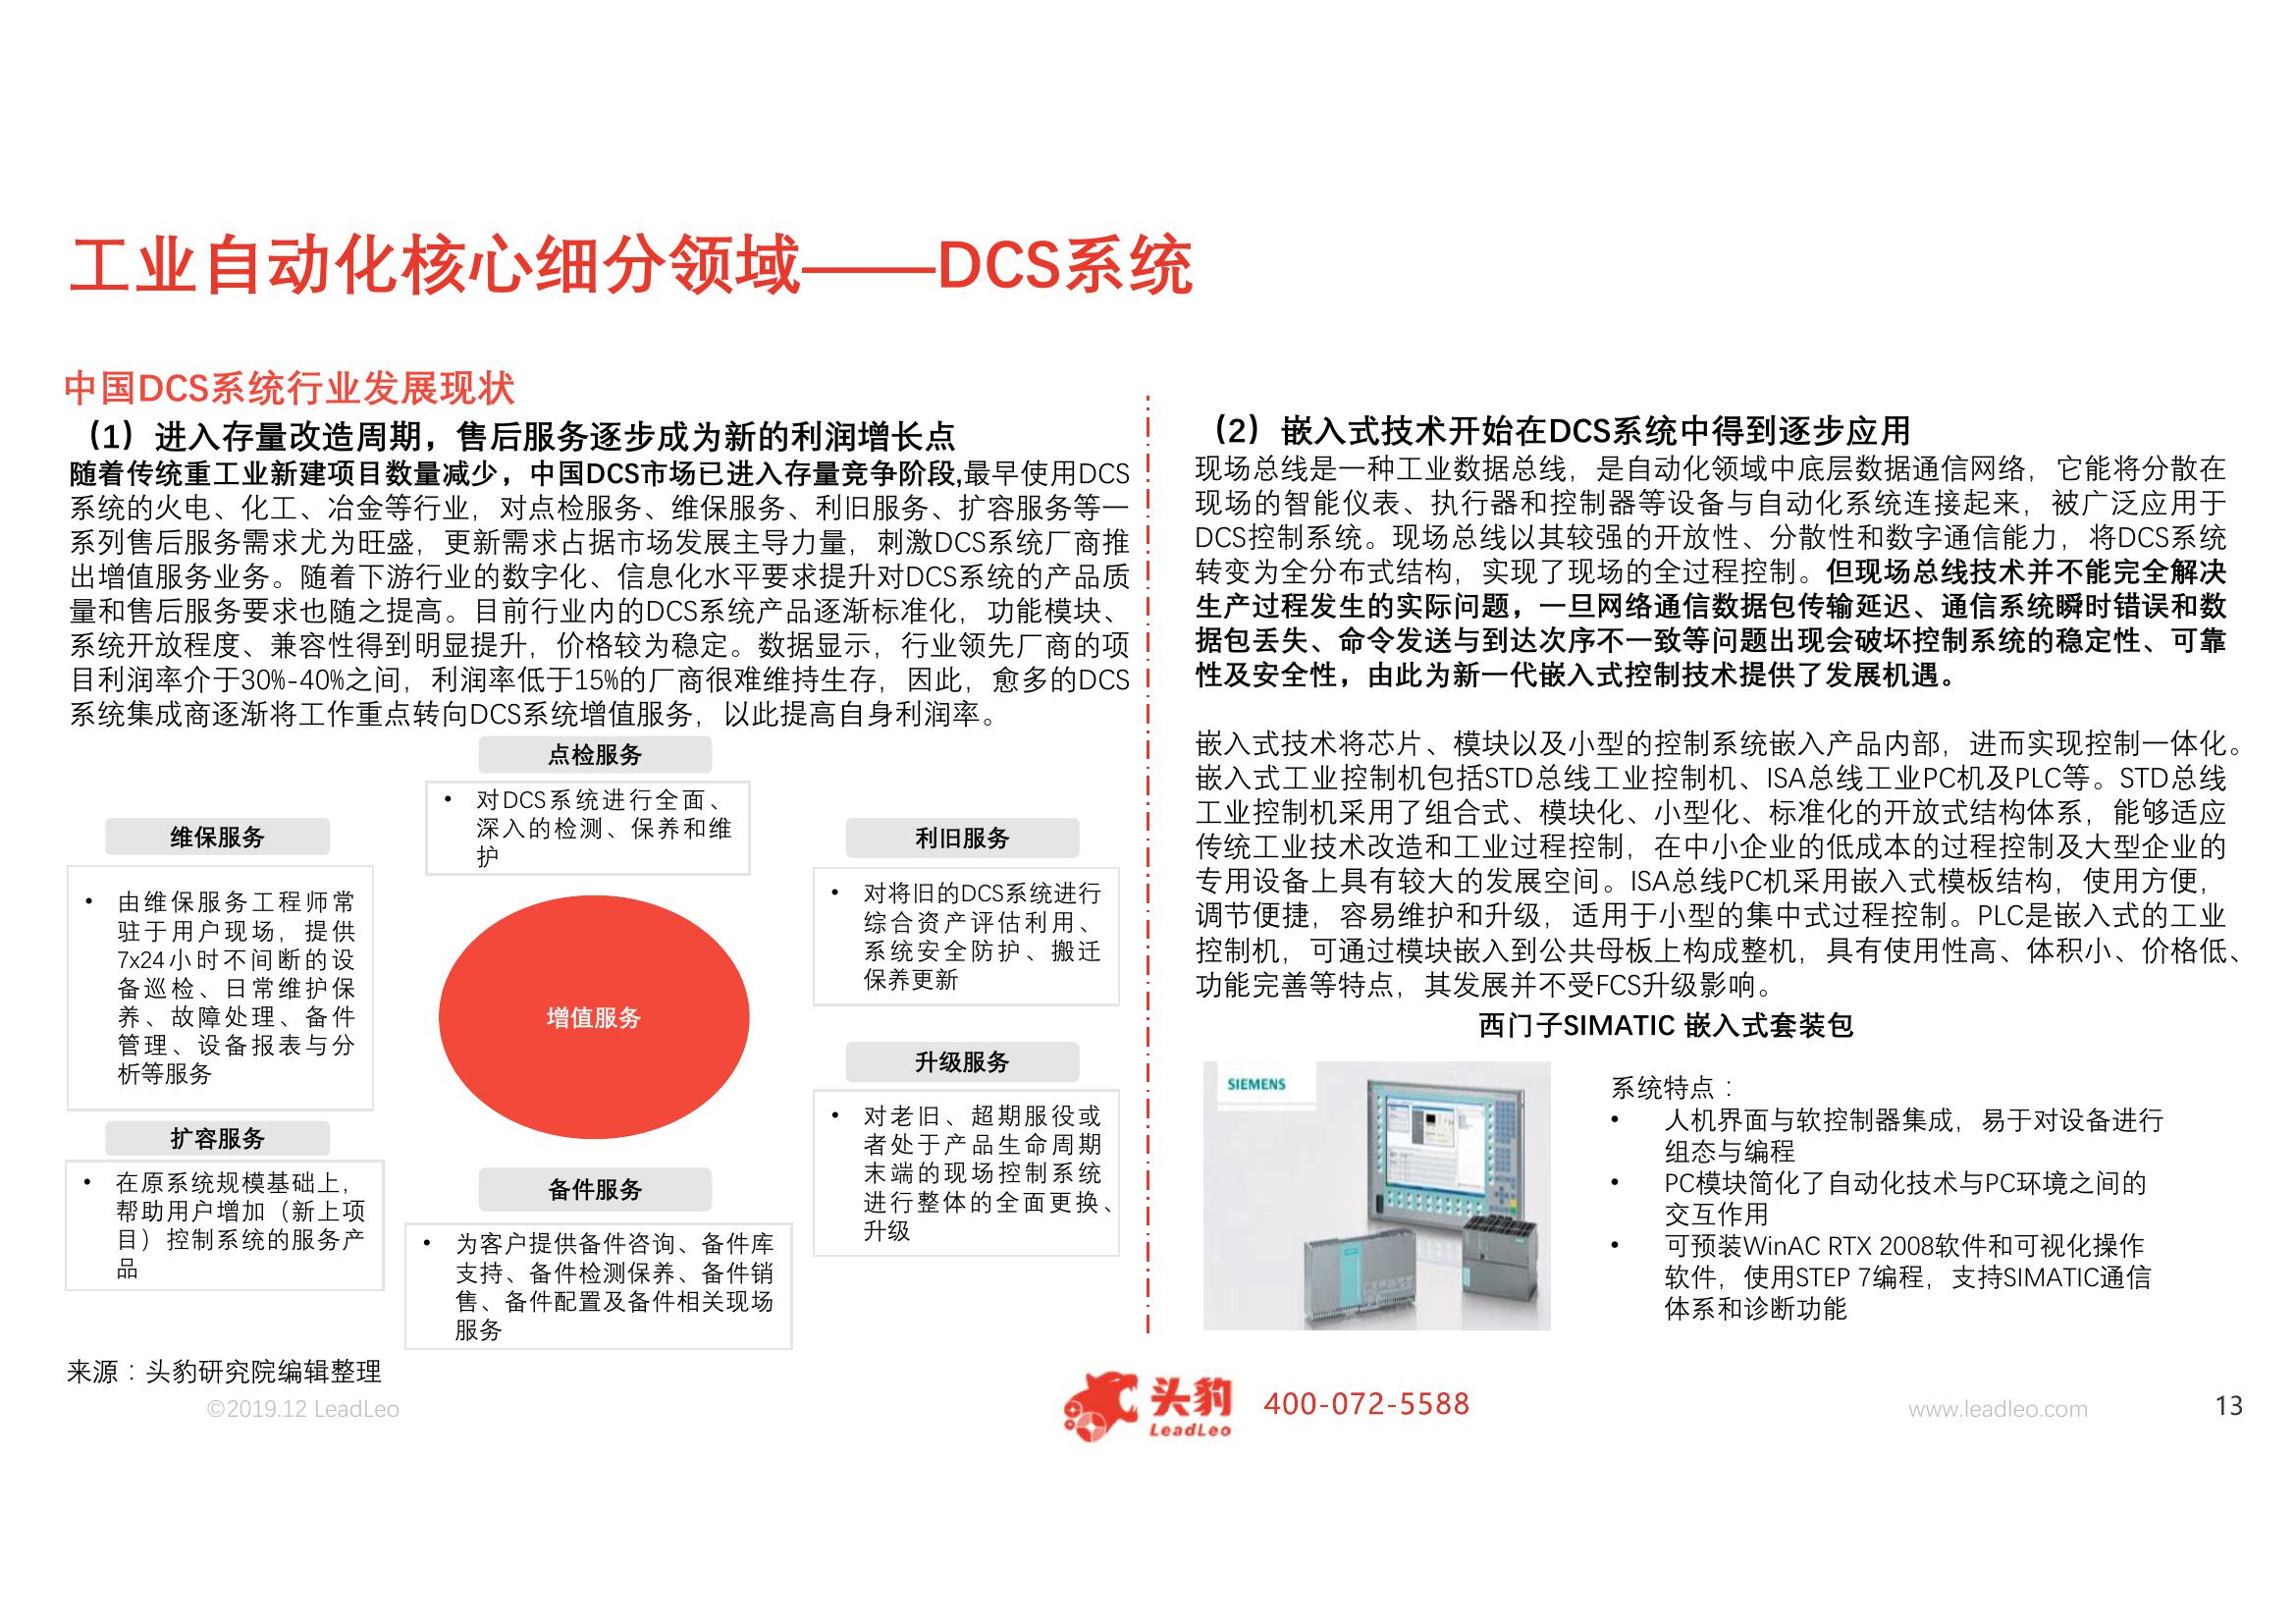 工业自动化核心细分领域——DCS系统
中国DCS系统行业发展现状
（1）进入存量改造周期，售后服务逐步成为新的利润增长点
随着传统重工业新建项目数量减少，中国DCS市场已进入存量竞争阶段,最早使用DCS
系统的火电、化工、冶金等行业，对点检服务、维保服务、利旧服务、扩容服务等一
系列售后服务需求尤为旺盛，更新需求占据市场发展主导力量，刺激DCS系统厂商推
出增值服务业务。随着下游行业的数字化、信息化水平要求提升对DCS系统的产品质
量和售后服务要求也随之提高。目前行业内的DCS系统产品逐渐标准化，功能模块、
系统开放程度、兼容性得到明显提升，价格较为稳定。数据显示，行业领先厂商的项
目利润率介于30%-40%之间，利润率低于15%的厂商很难维持生存，因此，愈多的DCS
系统集成商逐渐将工作重点转向DCS系统增值服务，以此提高自身利润率。
点检服务
• 对DCS系统进行全面、
深入的检测、保养和维
护
维保服务
• 由维保服务工程师常
驻于用户现场，提供
7x24小时不间断的设
备巡检、日常维护保
养、故障处理、备件
管理、设备报表与分
析等服务
利旧服务
• 对将旧的DCS系统进行
综合资产评估利用、
系统安全防护、搬迁
保养更新
增值服务
升级服务
• 对老旧、超期服役或
者处于产品生命周期
末端的现场控制系统
进行整体的全面更换、
升级
扩容服务
• 在原系统规模基础上，
帮助用户增加（新上项
目）控制系统的服务产
品
备件服务
• 为客户提供备件咨询、备件库
支持、备件检测保养、备件销
售、备件配置及备件相关现场
服务
（2）嵌入式技术开始在DCS系统中得到逐步应用
现场总线是一种工业数据总线，是自动化领域中底层数据通信网络，它能将分散在
现场的智能仪表、执行器和控制器等设备与自动化系统连接起来，被广泛应用于
DCS控制系统。现场总线以其较强的开放性、分散性和数字通信能力，将DCS系统
转变为全分布式结构，实现了现场的全过程控制。但现场总线技术并不能完全解决
生产过程发生的实际问题，一旦网络通信数据包传输延迟、通信系统瞬时错误和数
据包丢失、命令发送与到达次序不一致等问题出现会破坏控制系统的稳定性、可靠
性及安全性，由此为新一代嵌入式控制技术提供了发展机遇。
嵌入式技术将芯片、模块以及小型的控制系统嵌入产品内部，进而实现控制一体化。
嵌入式工业控制机包括STD总线工业控制机、ISA总线工业PC机及PLC等。STD总线
工业控制机采用了组合式、模块化、小型化、标准化的开放式结构体系，能够适应
传统工业技术改造和工业过程控制，在中小企业的低成本的过程控制及大型企业的
专用设备上具有较大的发展空间。ISA总线PC机采用嵌入式模板结构，使用方便，
调节便捷，容易维护和升级，适用于小型的集中式过程控制。PLC是嵌入式的工业
控制机，可通过模块嵌入到公共母板上构成整机，具有使用性高、体积小、价格低、
功能完善等特点，其发展并不受FCS升级影响。
西门子SIMATIC 嵌入式套装包
SIEMENS
系统特点：
• 人机界面与软控制器集成，易于对设备进行
组态与编程
• PC模块简化了自动化技术与PC环境之间的
交互作用
• 可预装WinAC RTX 2008软件和可视化操作
软件，使用STEP 7编程，支持SIMATIC通信
体系和诊断功能
来源：头豹研究院编辑整理
©2019.12 LeadLeo
头豹
LeadLeo
400-072-5588
www.leadleo.com
13